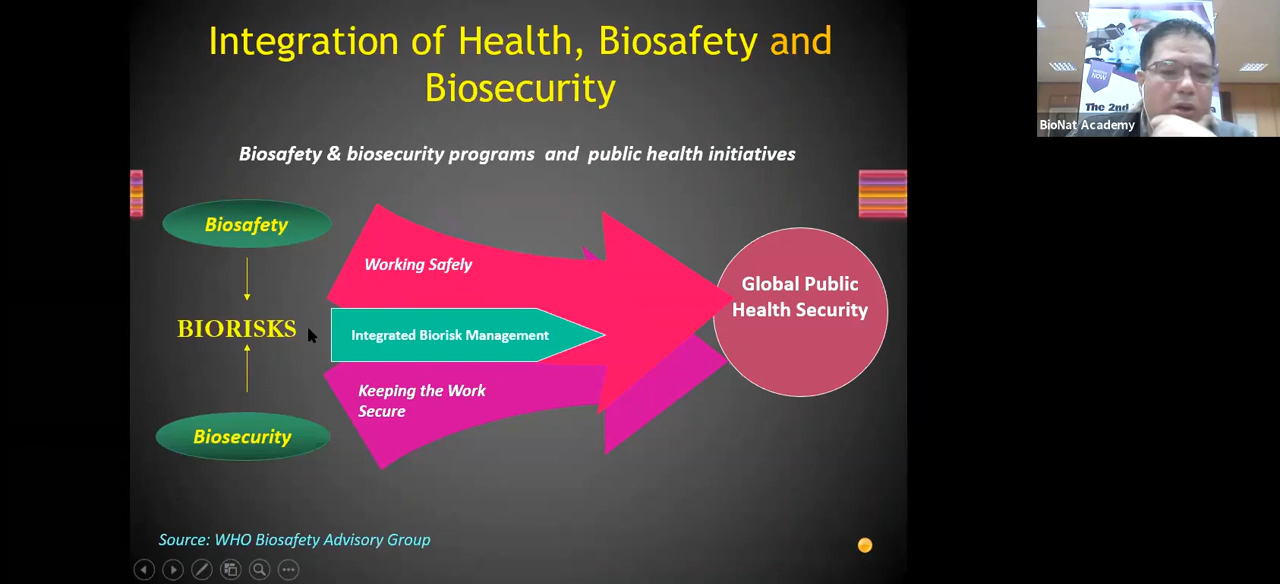 Integration of Health, Biosafety and
Biosecurity
Biosafety & biosecurity programs and public health initiatives
Biosafety
Working Safely
Global Public
Health Security
BIORISKS
Integrated Biorisk Management
Keeping the Work
Secure
Biosecurity
Source: WHO Biosafety Advisory Group
NOW
The 2nd
BioNat Academy